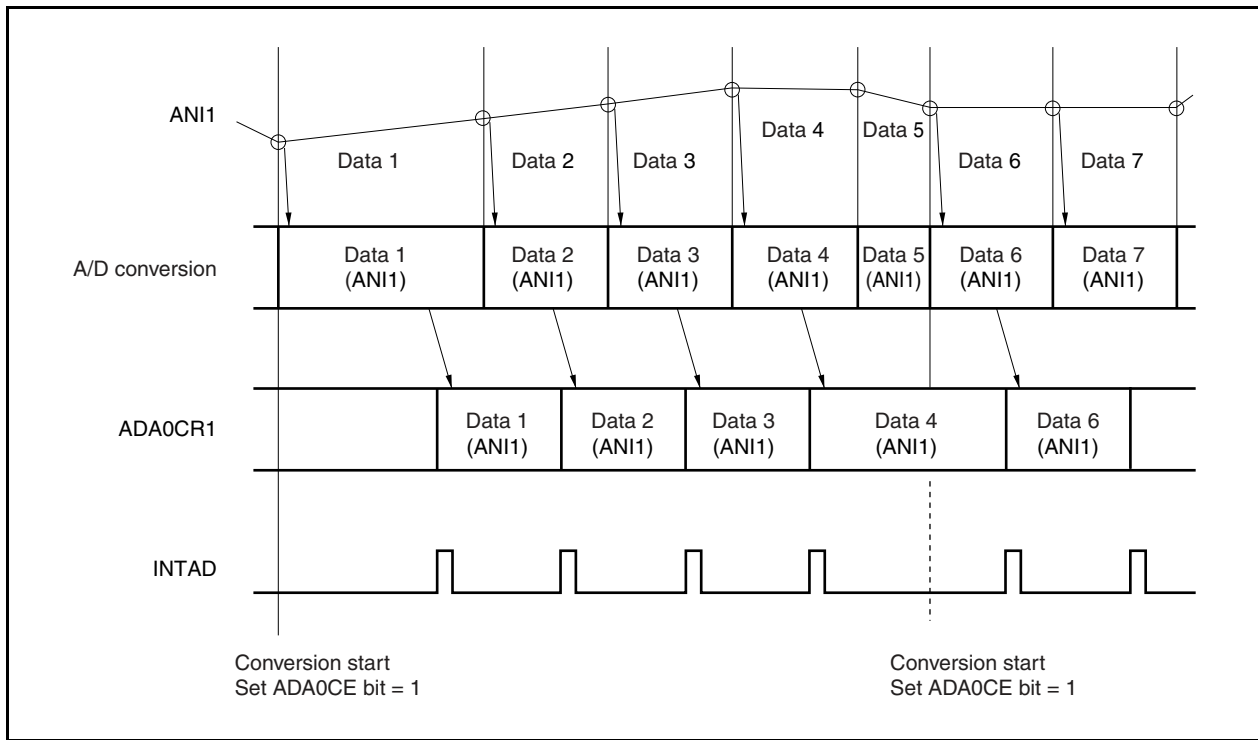 ANI1
Data 1
Data 2
Data 3
Data 4
Data 5
Data 6
Data 7
A/D conversion
Data 1
(ANI1)
Data 2
(ANI1)
Data 3
(ANI1)
Data 4
(ANI1)
Data 5
(ANI1)
Data 6
(ANI1)
Data 7
(ANI1)
ADA0CR1
Data 1
(ANI1)
Data 2
(ANI1)
Data 3
(ANI1)
Data 4
(ANI1)
Data 6
(ANI1)
INTAD
Conversion start
Set ADA0CE bit = 1
Conversion start
Set ADA0CE bit = 1